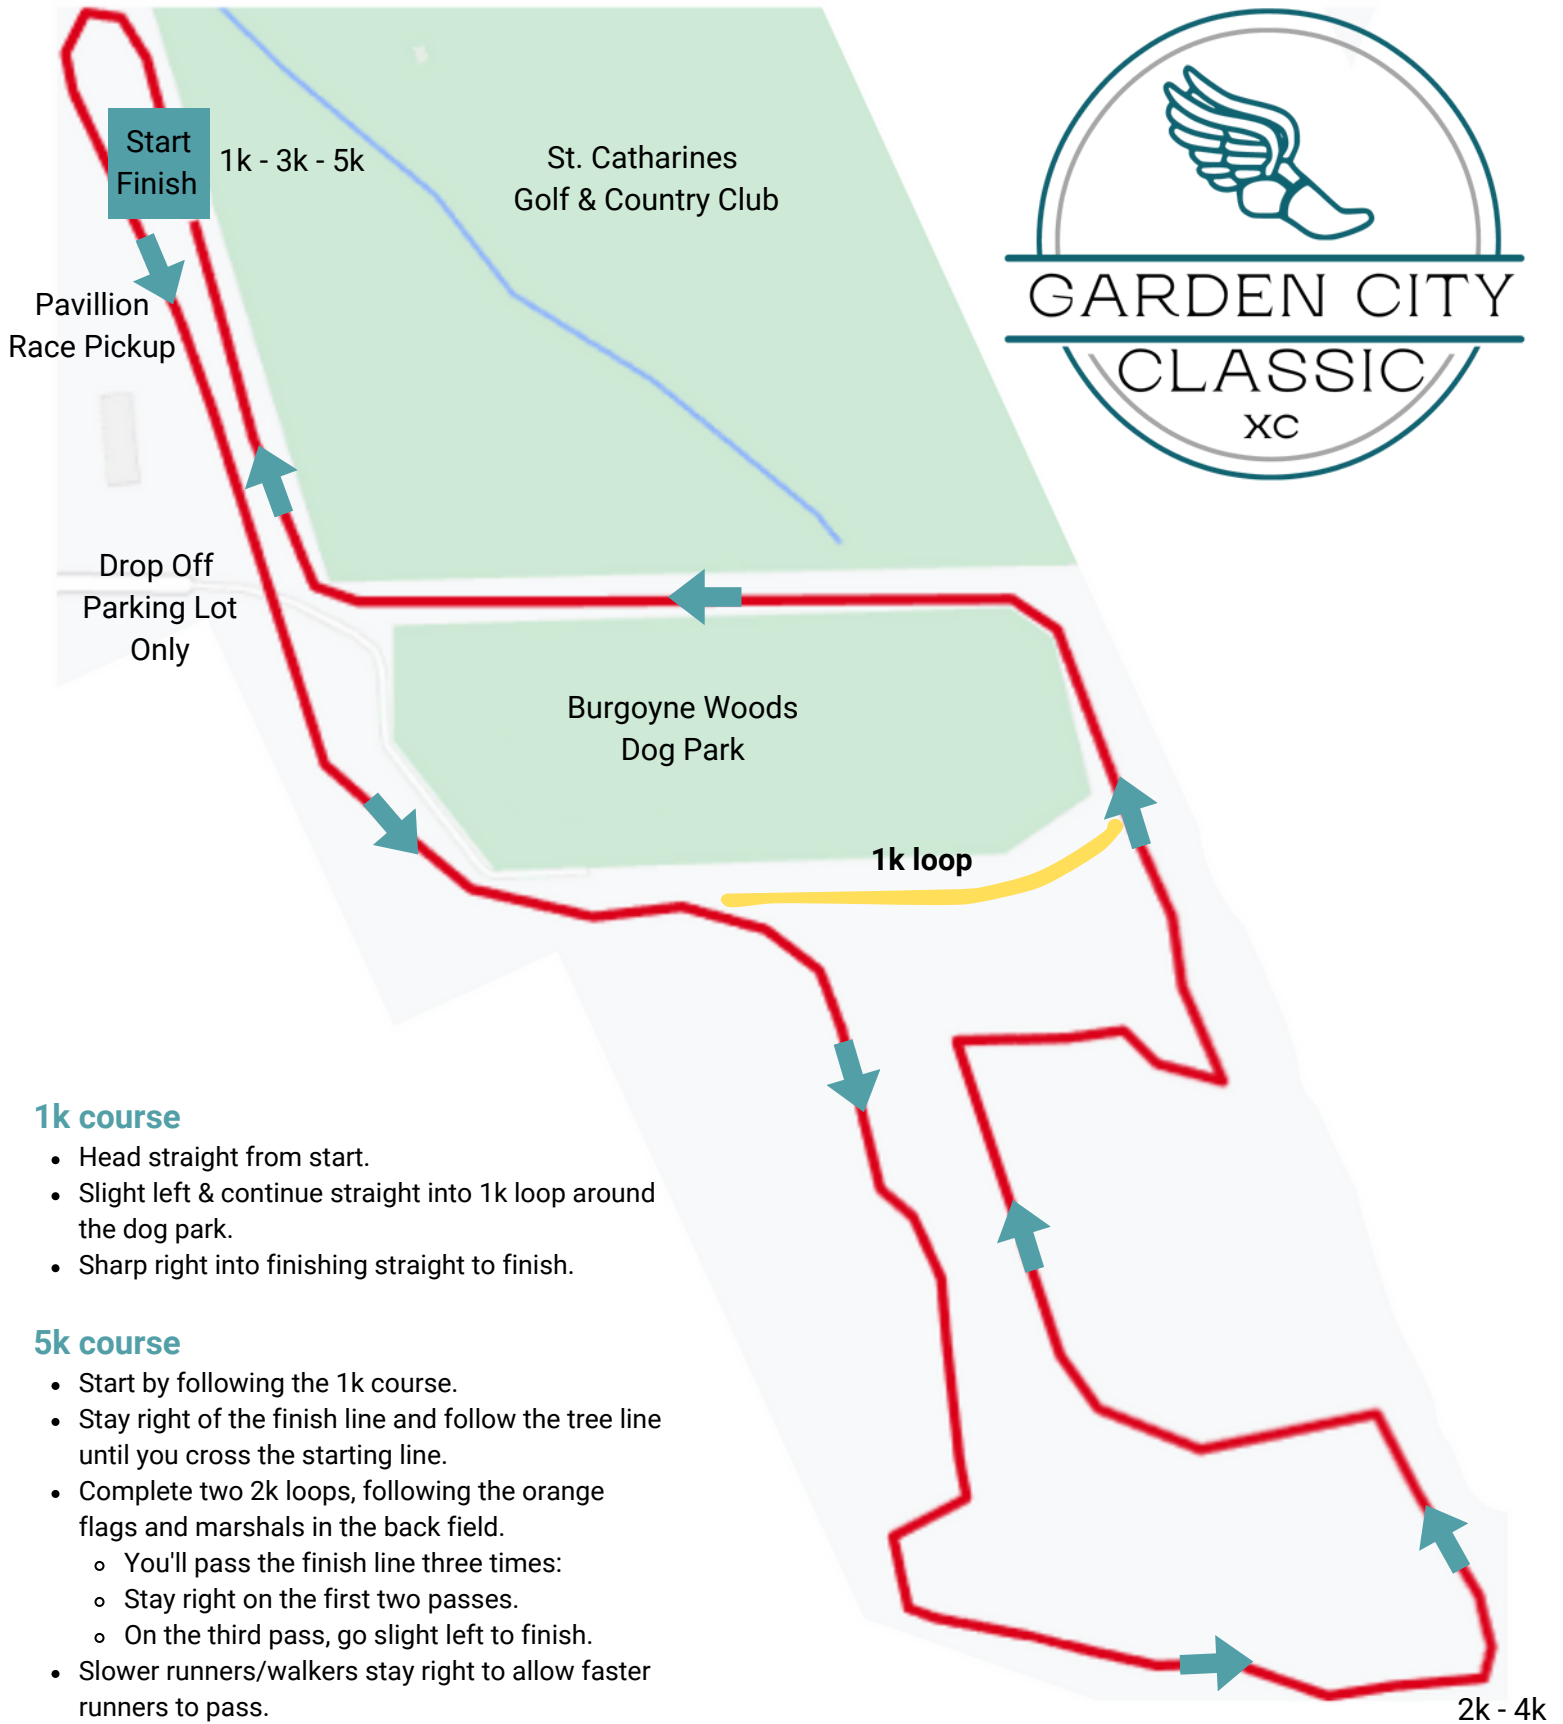 Start
Finish
1k - 3k - 5k
St. Catharines
Golf & Country Club
GARDEN CITY
CLASSIC
XC
Pavillion
Race Pickup
Drop Off
Parking Lot
Only
Burgoyne Woods
Dog Park
1k loop
1k course
• Head straight from start.
• Slight left & continue straight into 1k loop around
the dog park.
• Sharp right into finishing straight to finish.
5k course
• Start by following the 1k course.
• Stay right of the finish line and follow the tree line
until you cross the starting line.
• Complete two 2k loops, following the orange
flags and marshals in the back field.
◦ You'll pass the finish line three times:
◦ Stay right on the first two passes.
◦ On the third pass, go slight left to finish.
• Slower runners/walkers stay right to allow faster
runners to pass.
2k - 4k